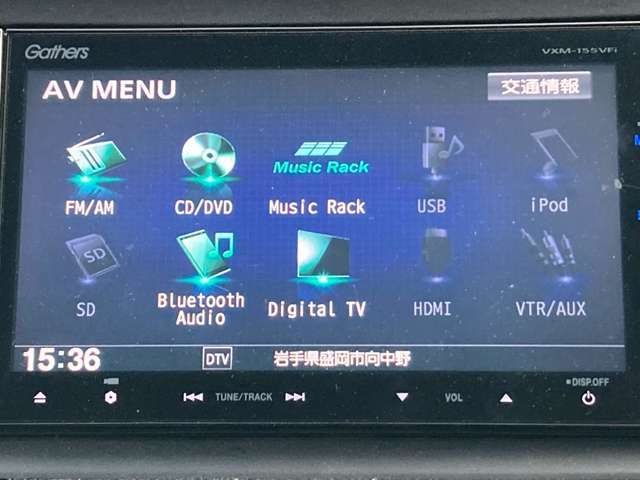 Gathers
VXM-155VFi
AV MENU
交通情報
Music Rack
FM/AM
CD/DVD
Music Rack
USB
iPod
SD
SD
Bluetooth
Audio
Digital TV
HDMI
VTR/AUX
15:36
DTV
岩手県盛岡市向中野
TUNE/TRACK
VOL
DISP.OFF